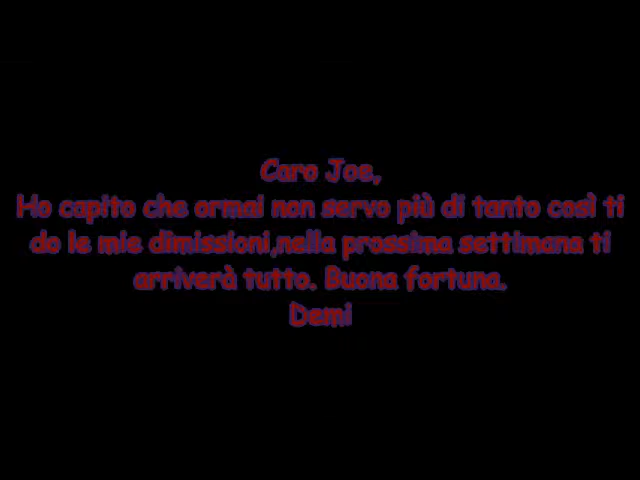 Caro Joe,
Ho capito che ormai non servo più di tanto così ti
do le mie dimissioni,nella prossima settimana ti
arriverà tutto. Buona fortuna.
Demi